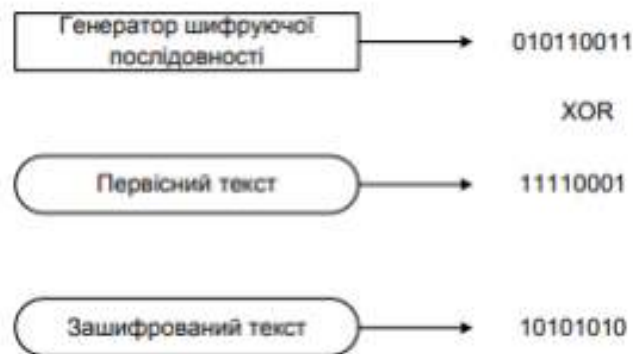 Генератор шифруючої
послідовності
010110011
XOR
Первісний текст
11110001
Зашифрований текст
10101010